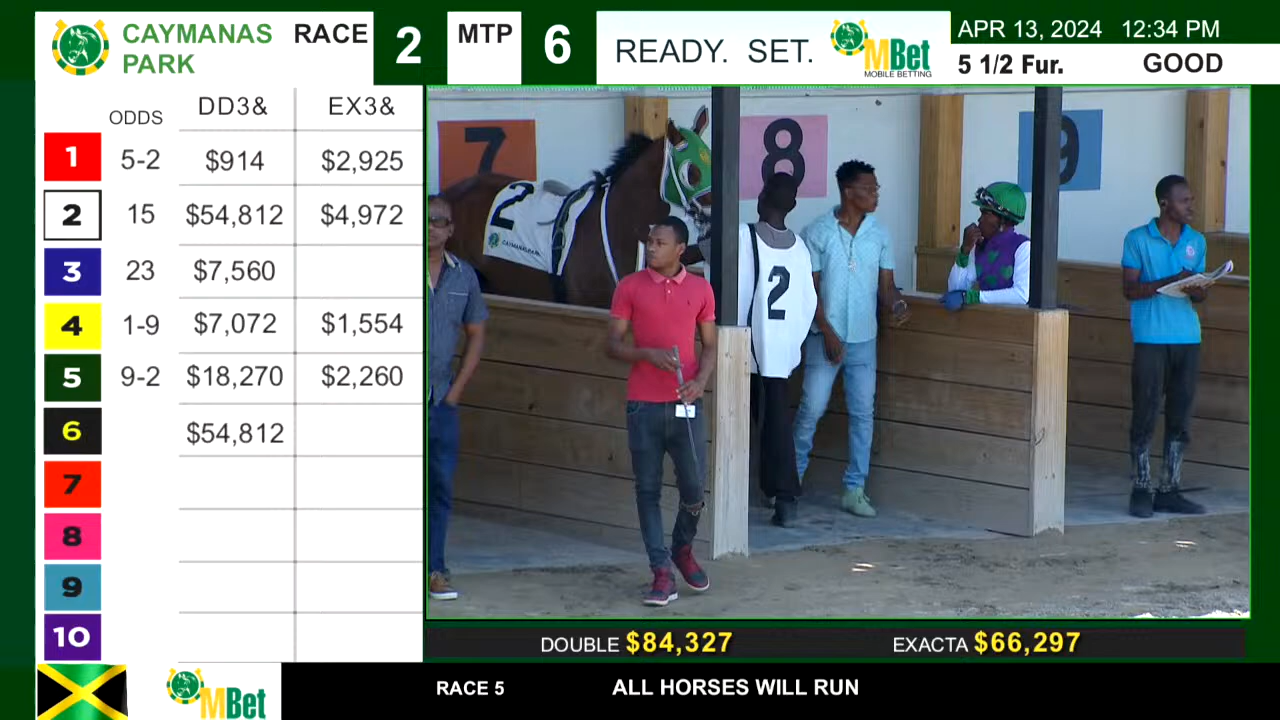 CAYMANAS PARK
RACE 2
MTP 6
READY. SET.
MBet
MOBILE BETTING
APR 13, 2024 12:34 PM
5 1/2 Fur. GOOD
ODDS DD3& EX3&
1 5-2 $914 $2,925
2 15 $54,812 $4,972
3 23 $7,560
4 1-9 $7,072 $1,554
5 9-2 $18,270 $2,260
6 $54,812
7
8
9
10
7
8
9
2
CAYMANAS PARK
2
DOUBLE $84,327 EXACTA $66,297
MBet
RACE 5 ALL HORSES WILL RUN